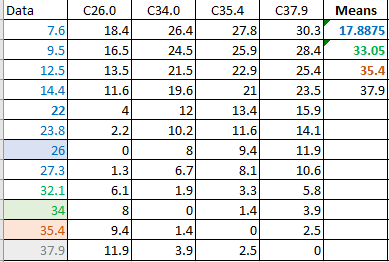 Data C26.0 C34.0 C35.4 C37.9 Means
7.6 18.4 26.4 27.8 30.3 17.8875
9.5 16.5 24.5 25.9 28.4 33.05
12.5 13.5 21.5 22.9 25.4 35.4
14.4 11.6 19.6 21 23.5 37.9
22 4 12 13.4 15.9
23.8 2.2 10.2 11.6 14.1
26 0 8 9.4 11.9
27.3 1.3 6.7 8.1 10.6
32.1 6.1 1.9 3.3 5.8
34 8 0 1.4 3.9
35.4 9.4 1.4 0 2.5
37.9 11.9 3.9 2.5 0